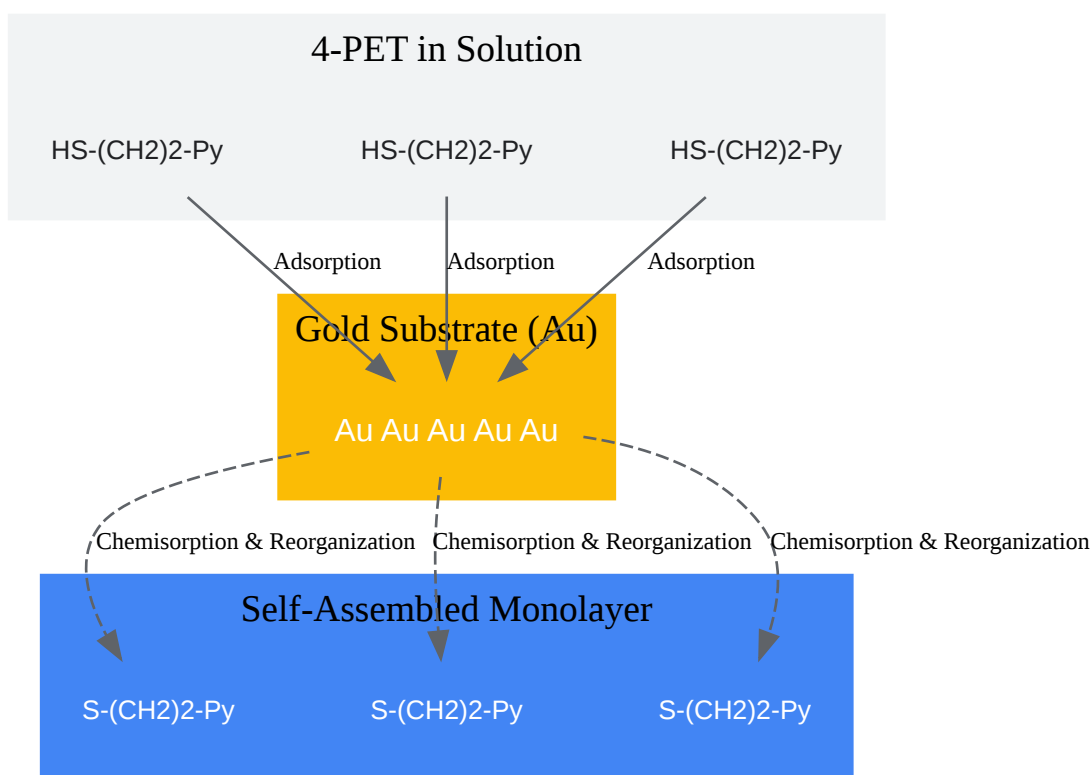 4-PET in Solution
HS-(CH2)2-Py HS-(CH2)2-Py HS-(CH2)2-Py
Adsorption Adsorption Adsorption
Gold Substrate (Au)
Au Au Au Au Au
Chemisorption & Reorganization Chemisorption & Reorganization Chemisorption & Reorganization
Self-Assembled Monolayer
S-(CH2)2-Py S-(CH2)2-Py S-(CH2)2-Py